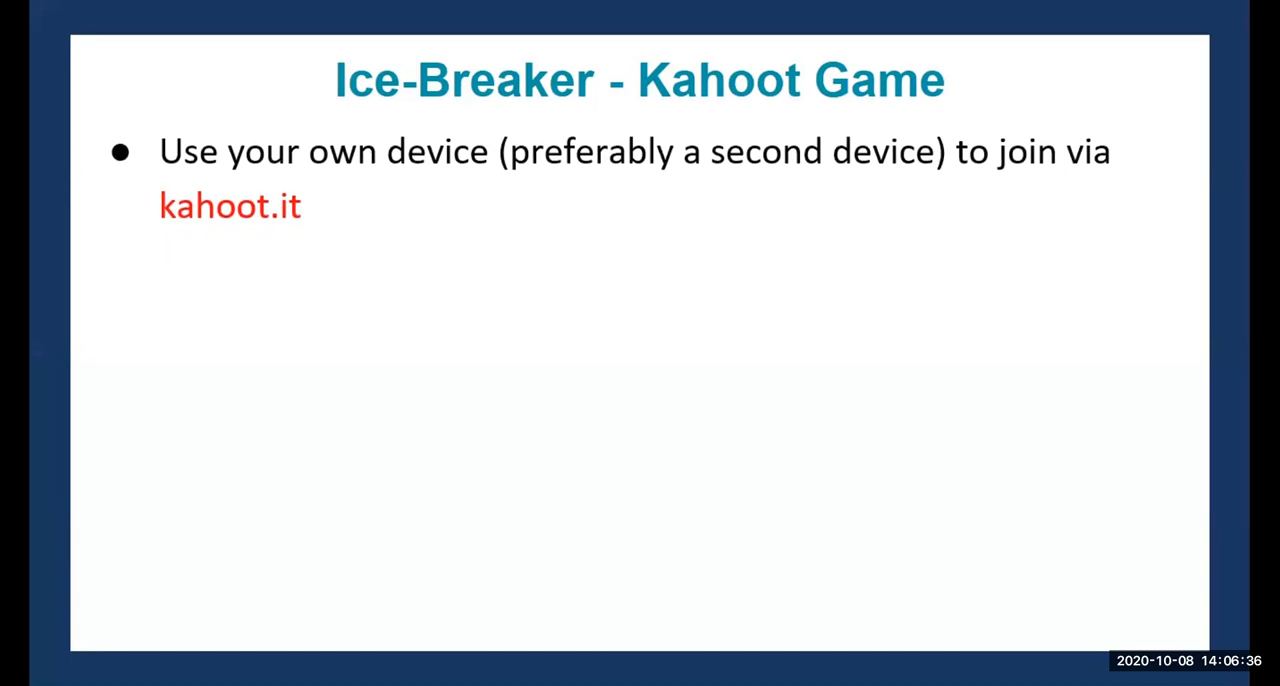 Ice-Breaker - Kahoot Game
● Use your own device (preferably a second device) to join via
kahoot.it
2020-10-08 14:06:36